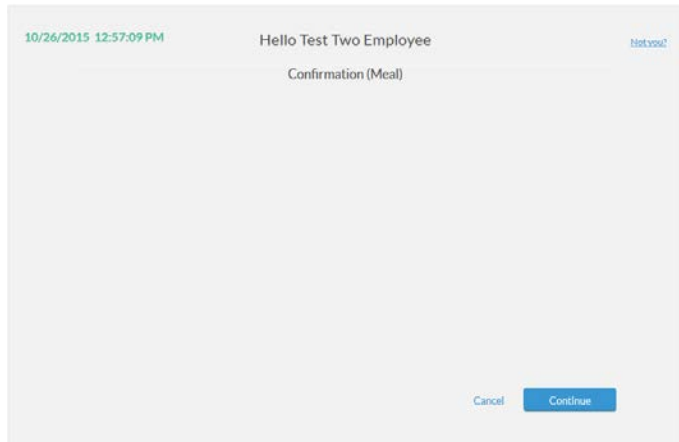 10/26/2015 12:57:09 PM
Hello Test Two Employee
Not you?
Confirmation (Meal)
Cancel
Continue